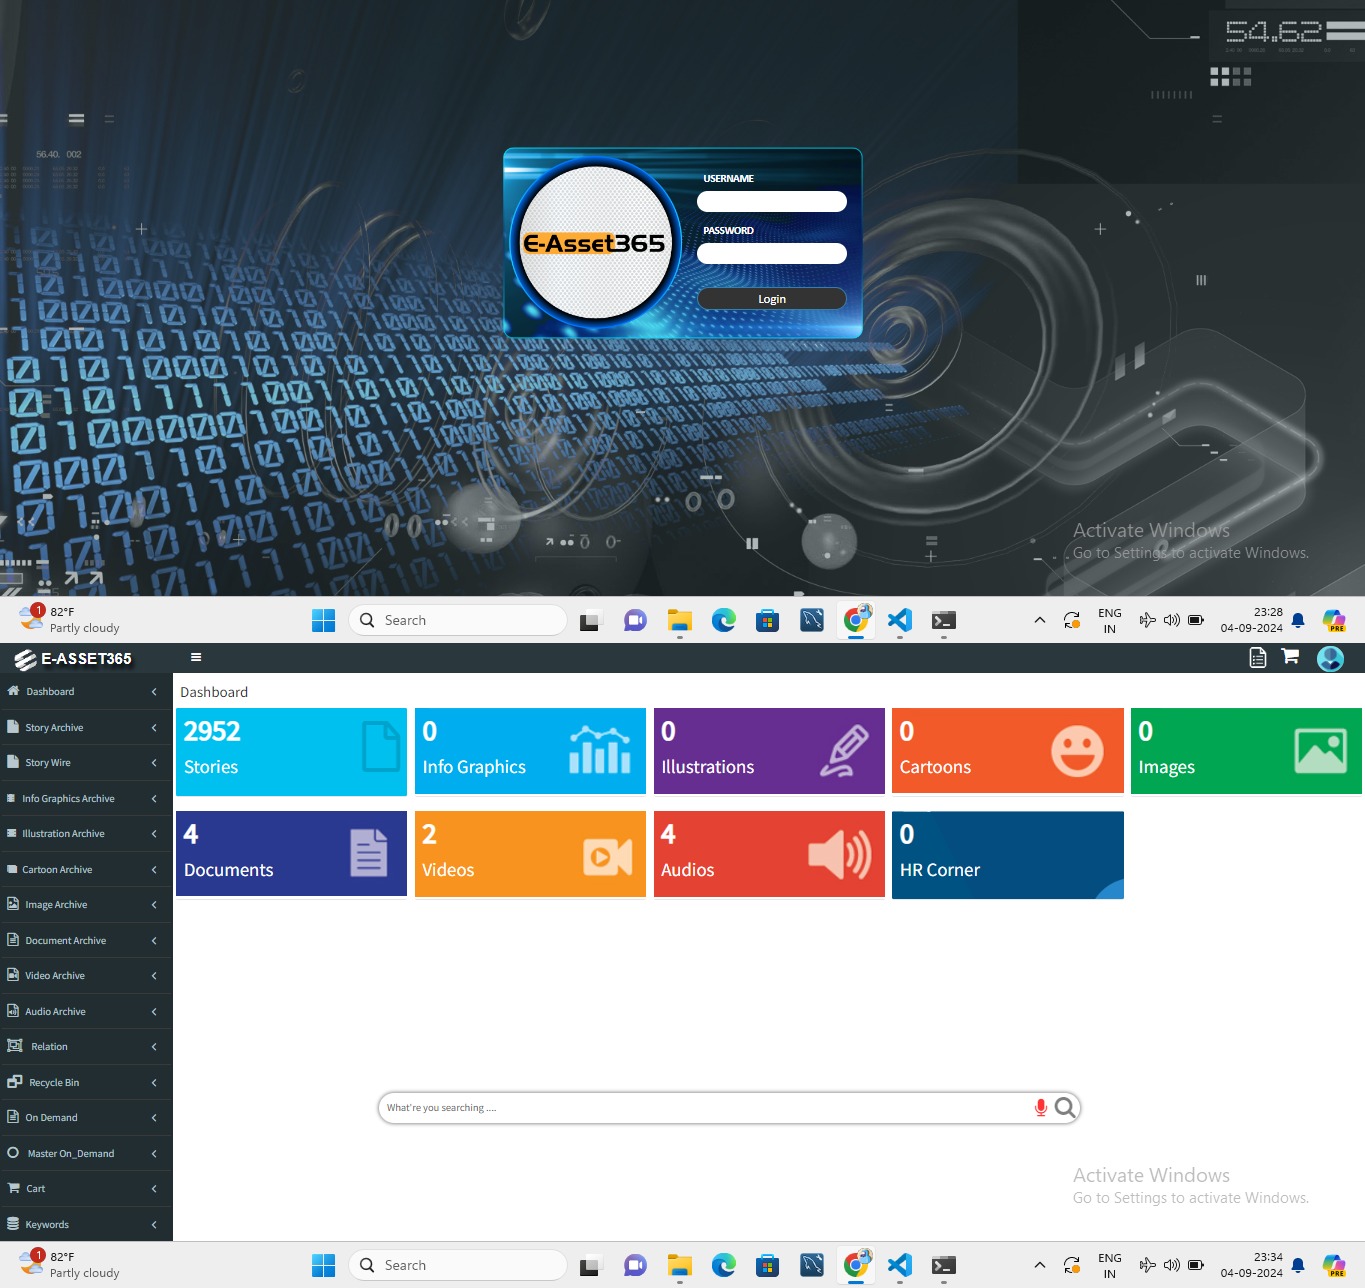 54.62
56.40. 002
USERNAME
E-Asset365
PASSWORD
Login
Activate Windows
Go to Settings to activate Windows.
1
82°F
Partly cloudy
Search
ENG
IN
23:28
04-09-2024
PRE
E-ASSET365
Dashboard
Story Archive
Story Wire
Info Graphics Archive
Illustration Archive
Cartoon Archive
Image Archive
Document Archive
Video Archive
Audio Archive
Relation
Recycle Bin
On Demand
Master On_Demand
Cart
Keywords
Dashboard
2952
Stories
0
Info Graphics
0
Illustrations
0
Cartoons
0
Images
4
Documents
2
Videos
4
Audios
0
HR Corner
What're you searching ....
Activate Windows
Go to Settings to activate Windows.
1
82°F
Partly cloudy
Search
ENG
IN
23:34
04-09-2024
PRE